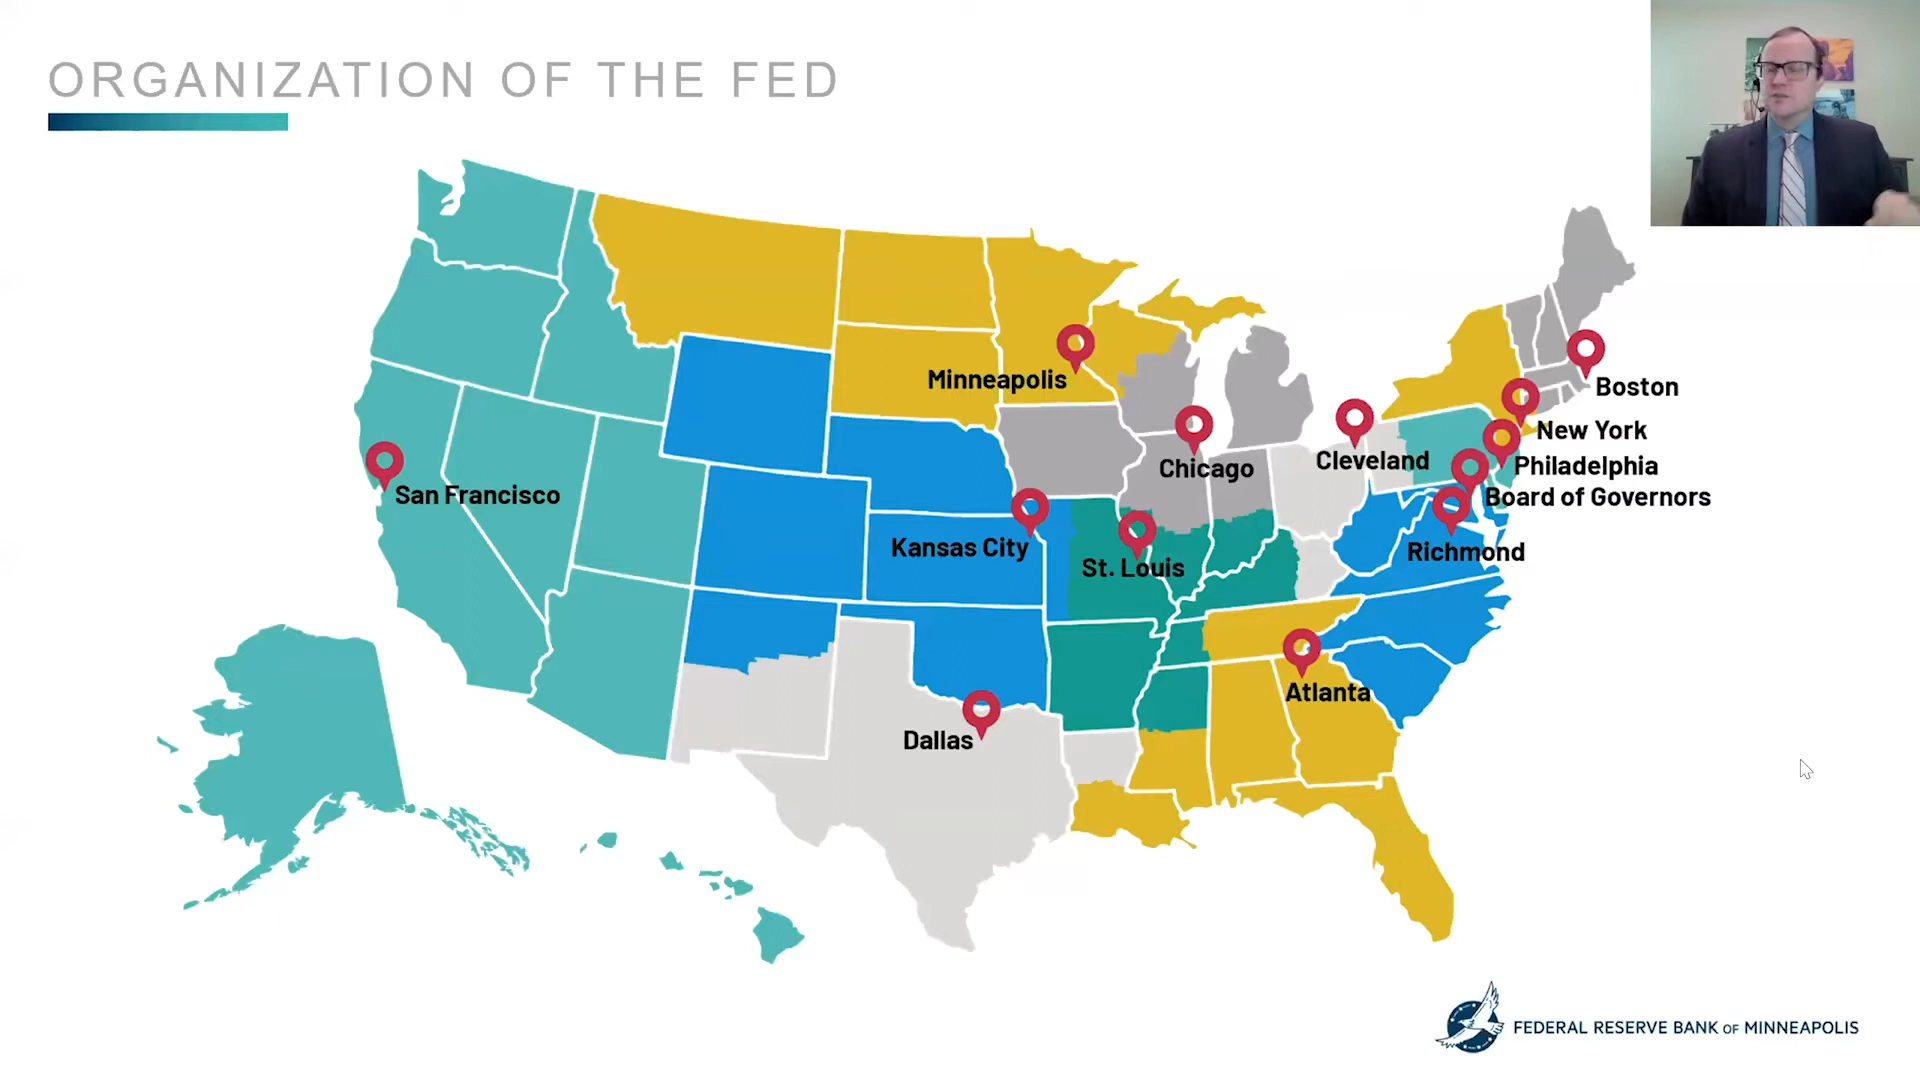 ORGANIZATION OF THE FED
Minneapolis
Boston
New York
Chicago
Cleveland
Philadelphia
San Francisco
Board of Governors
Kansas City
Richmond
St. Louis
Atlanta
Dallas
FEDERAL RESERVE BANK OF MINNEAPOLIS